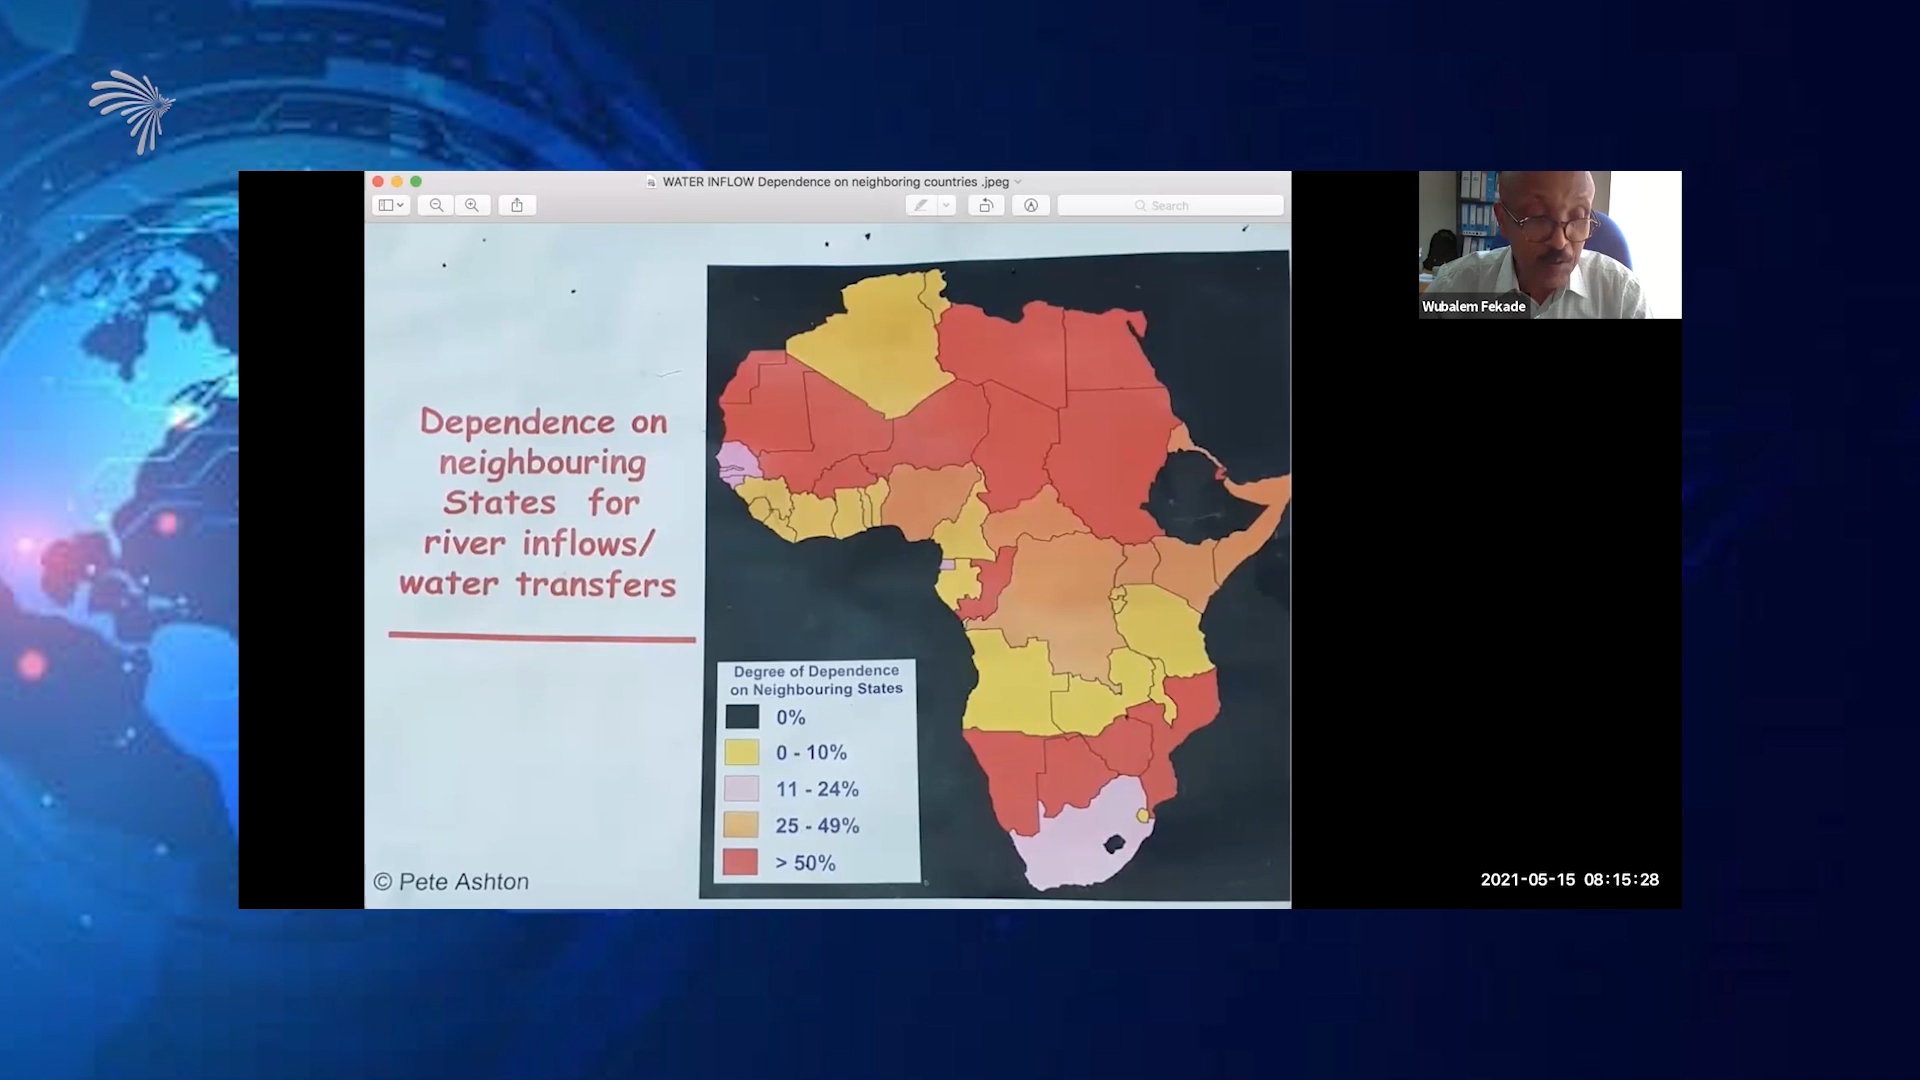 WATER INFLOW Dependence on neighboring countries .jpeg
Search
Wubalem Fekade
Dependence on
neighbouring
States for
river inflows/
water transfers
Degree of Dependence
on Neighbouring States
0%
0 - 10%
11 - 24%
25 - 49%
> 50%
© Pete Ashton
2021-05-15 08:15:28